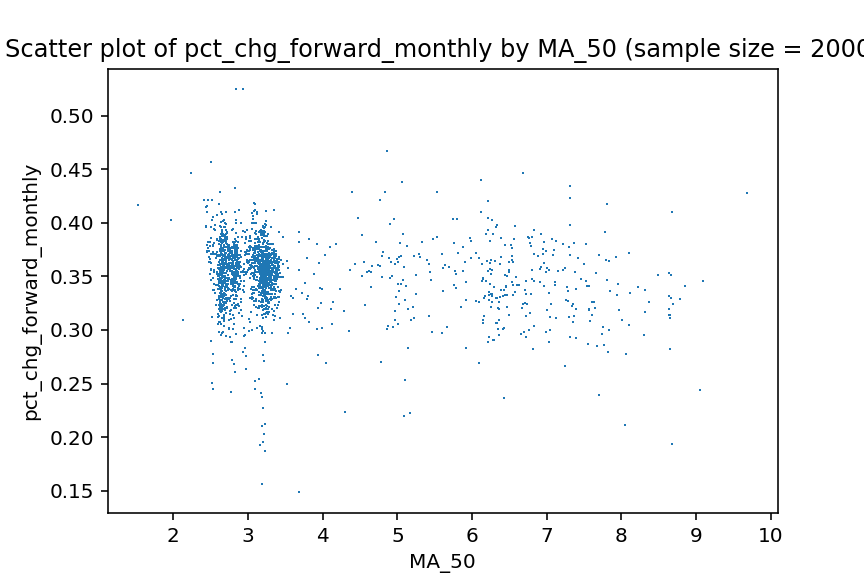 Scatter plot of pct_chg_forward_monthly by MA_50 (sample size = 2000
0.50
0.45
0.40
0.35
0.30
0.25
0.20
0.15
pct_chg_forward_monthly
2 3 4 5 6 7 8 9 10
MA_50